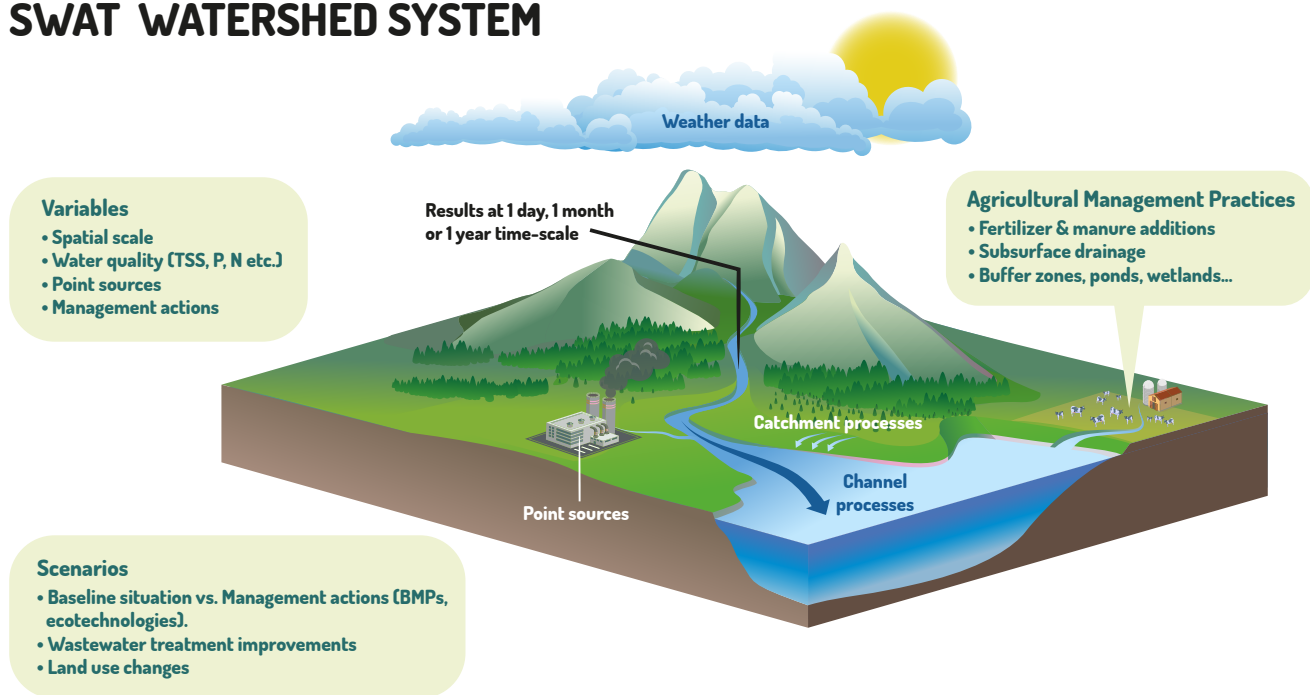 SWAT WATERSHED SYSTEM
Weather data
Variables
• Spatial scale
• Water quality (TSS, P, N etc.)
• Point sources
• Management actions
Results at 1 day, 1 month
or 1 year time-scale
Agricultural Management Practices
• Fertilizer & manure additions
• Subsurface drainage
• Buffer zones, ponds, wetlands...
Catchment processes
Channel
processes
Point sources
Scenarios
• Baseline situation vs. Management actions (BMPs,
ecotechnologies).
• Wastewater treatment improvements
• Land use changes